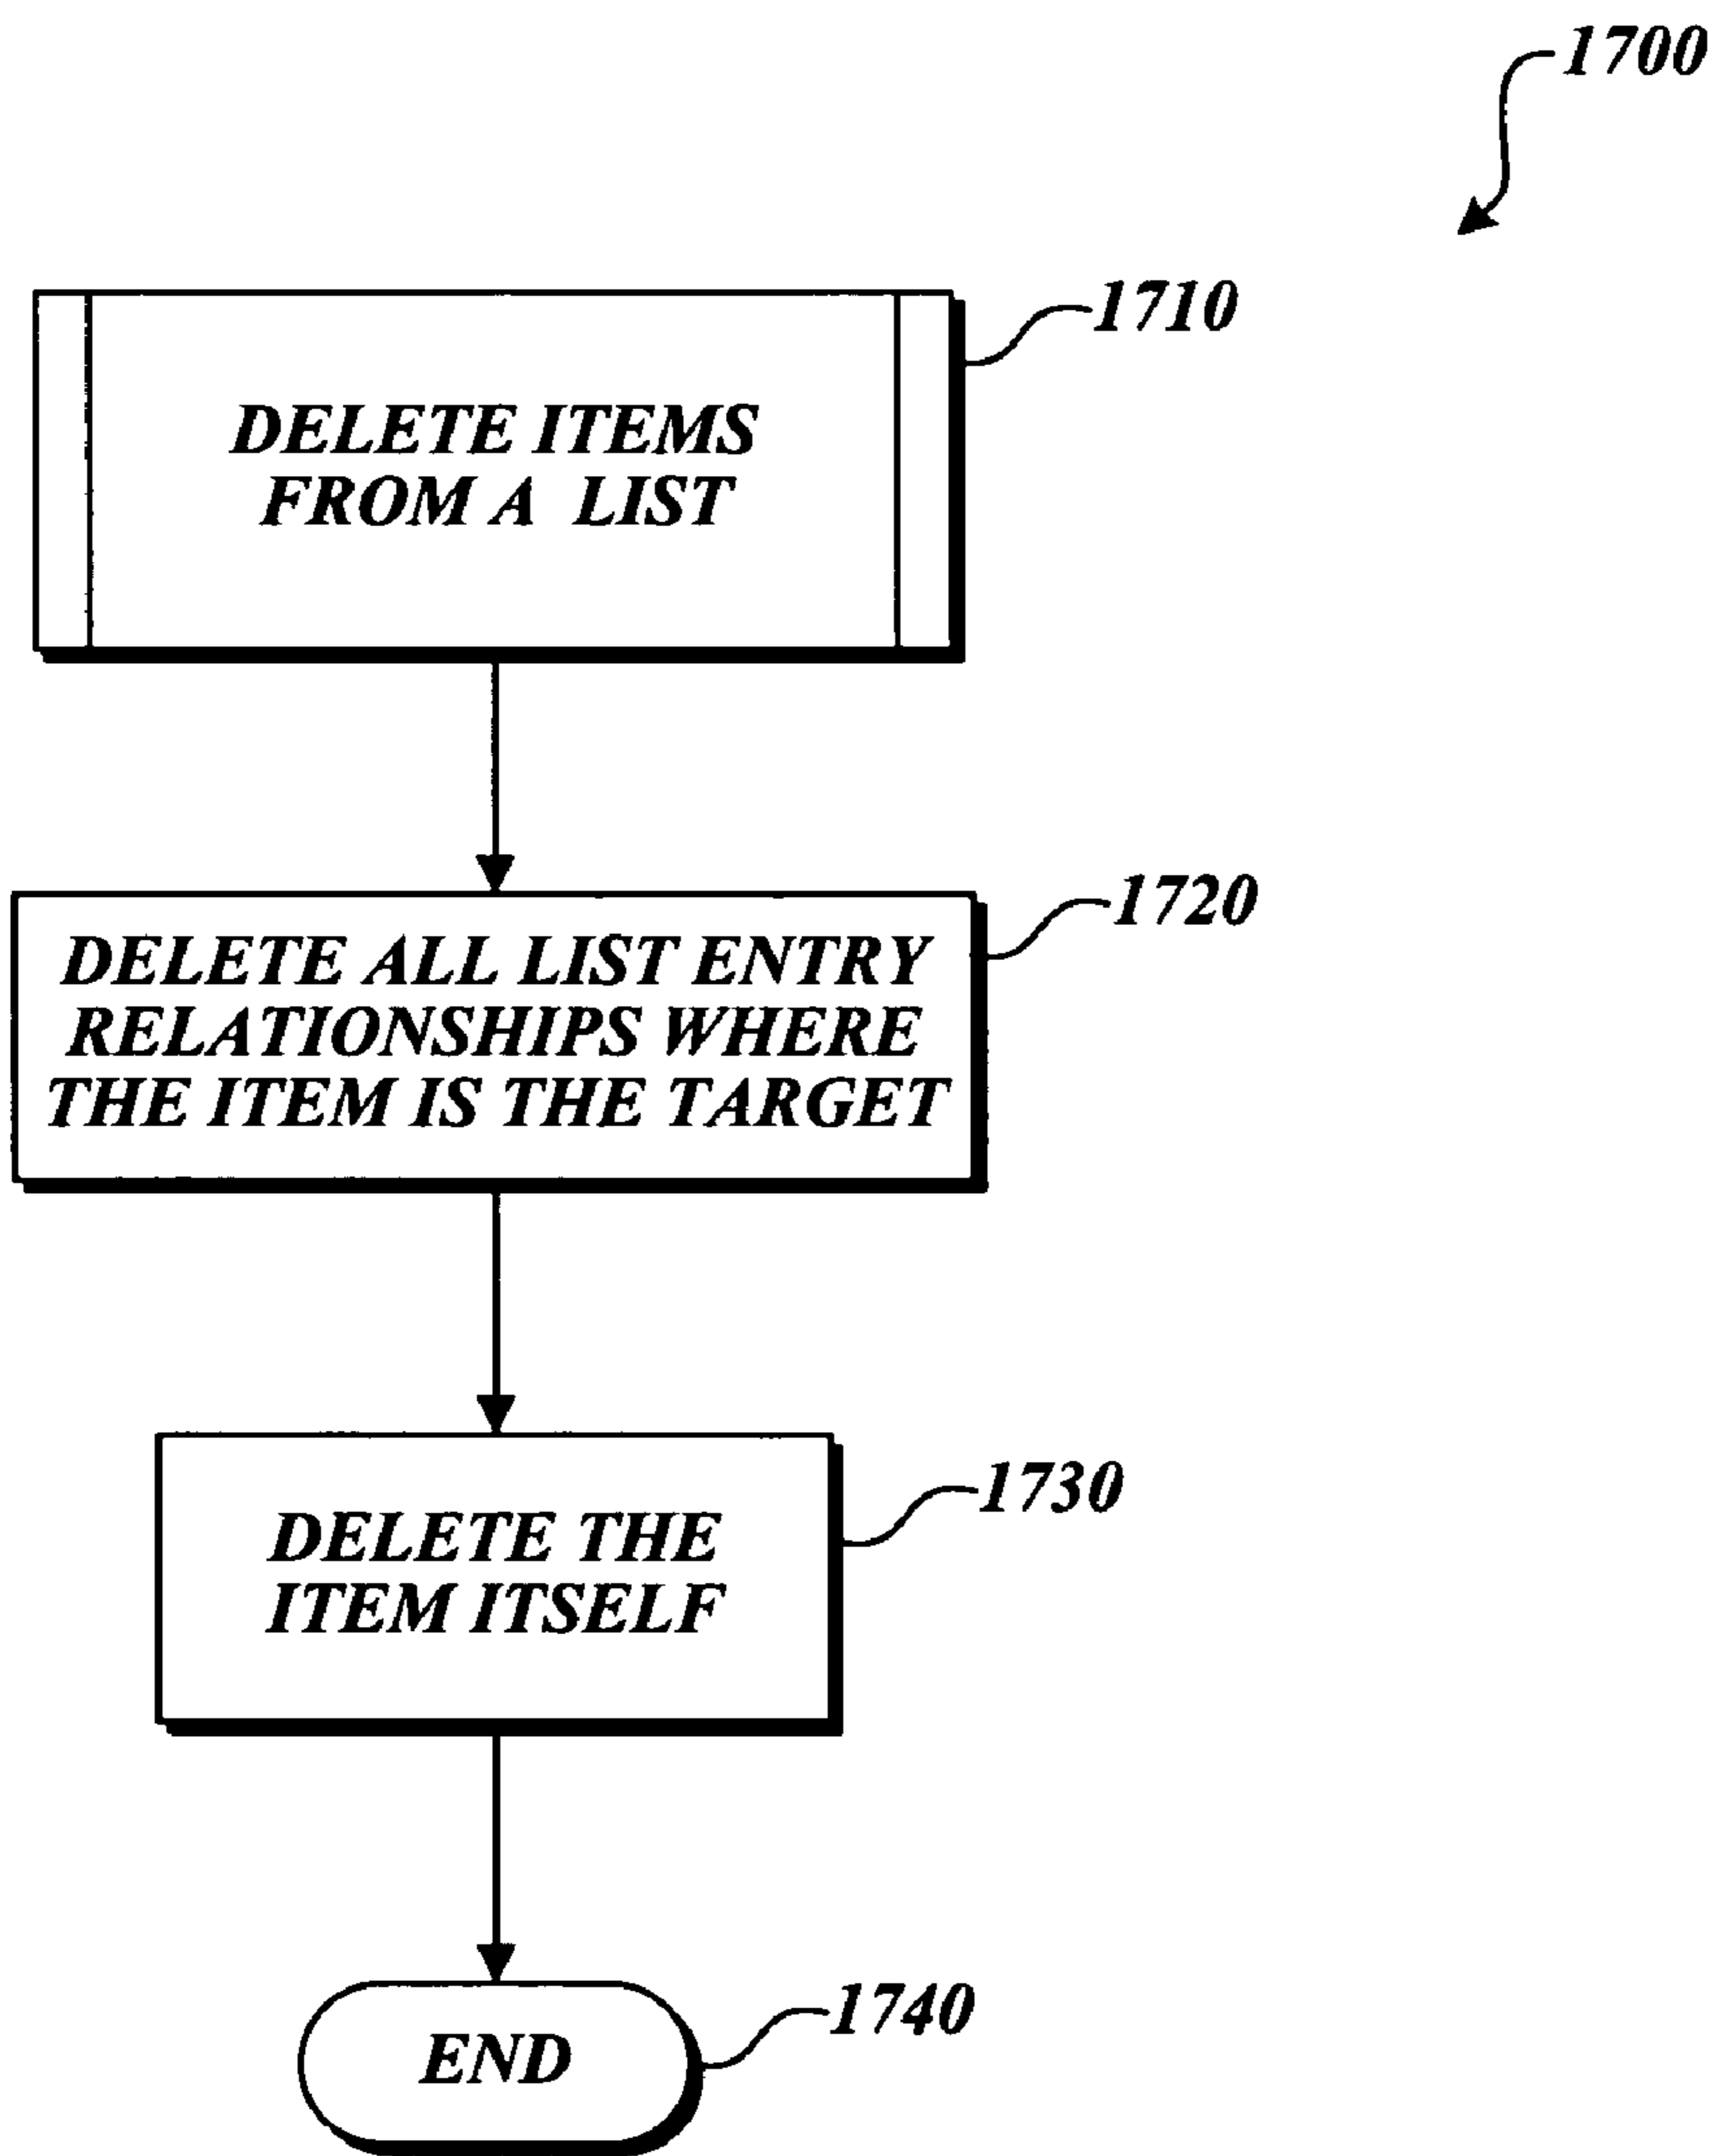 1700
1710
DELETE ITEMS
FROM A LIST
1720
DELETE ALL LIST ENTRY
RELATIONSHIPS WHERE
THE ITEM IS THE TARGET
1730
DELETE THE
ITEM ITSELF
1740
END